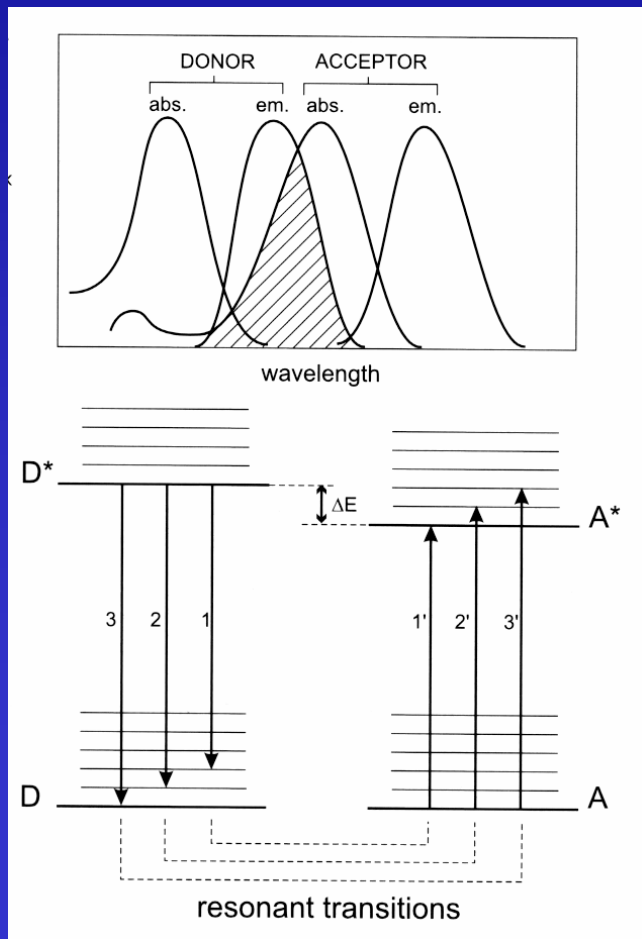 DONOR ACCEPTOR
abs. em. abs. em.
x
wavelength
D* ΔE A*
3 2 1 1' 2' 3'
D A
resonant transitions